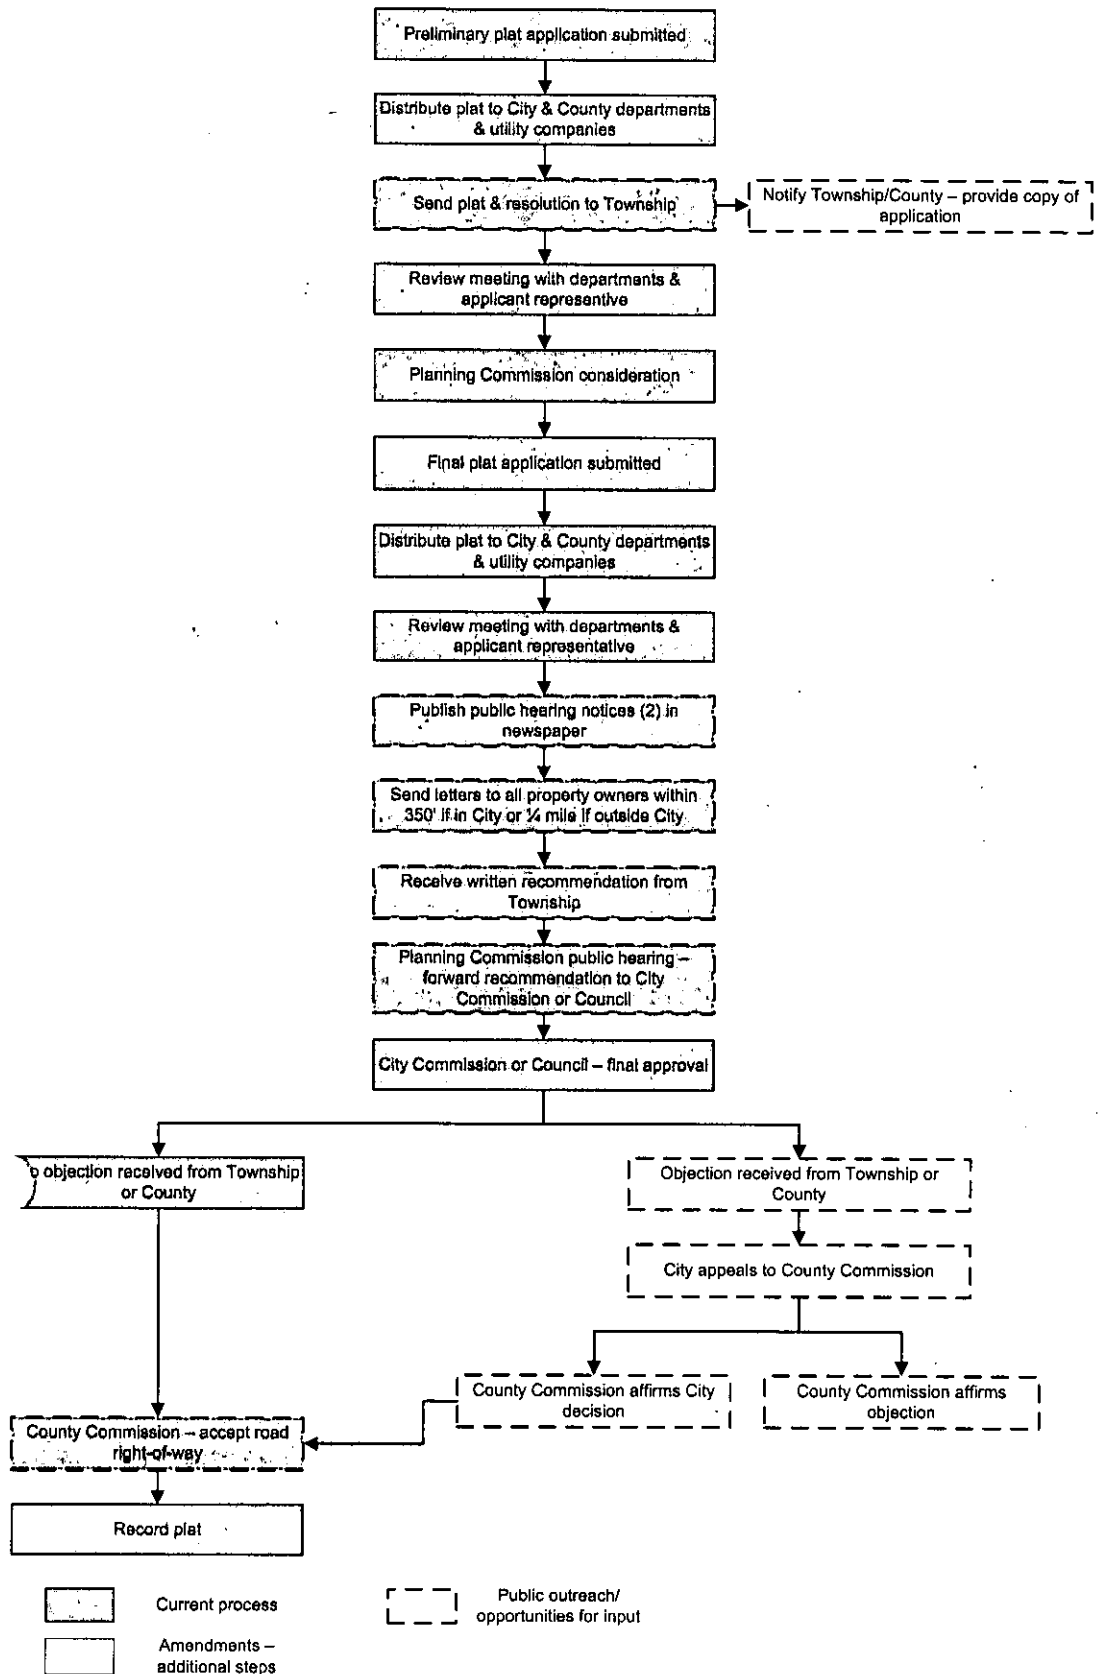 Preliminary plat application submitted
Distribute plat to City & County departments
& utility companies
Send plat & resolution to Township
Notify Township/County – provide copy of
application
Review meeting with departments &
applicant representive
Planning Commission consideration
Final plat application submitted
Distribute plat to City & County departments
& utility companies
Review meeting with departments &
applicant representative
Publish public hearing notices (2) in
newspaper
Send letters to all property owners within
350' if in City or ¼ mile if outside City
Receive written recommendation from
Township
Planning Commission public hearing –
forward recommendation to City
Commission or Council
City Commission or Council – final approval
o objection received from Township
or County
Objection received from Township or
County
City appeals to County Commission
County Commission affirms City
decision
County Commission affirms
objection
County Commission – accept road
right-of-way
Record plat
Current process
Public outreach/
opportunities for input
Amendments –
additional steps